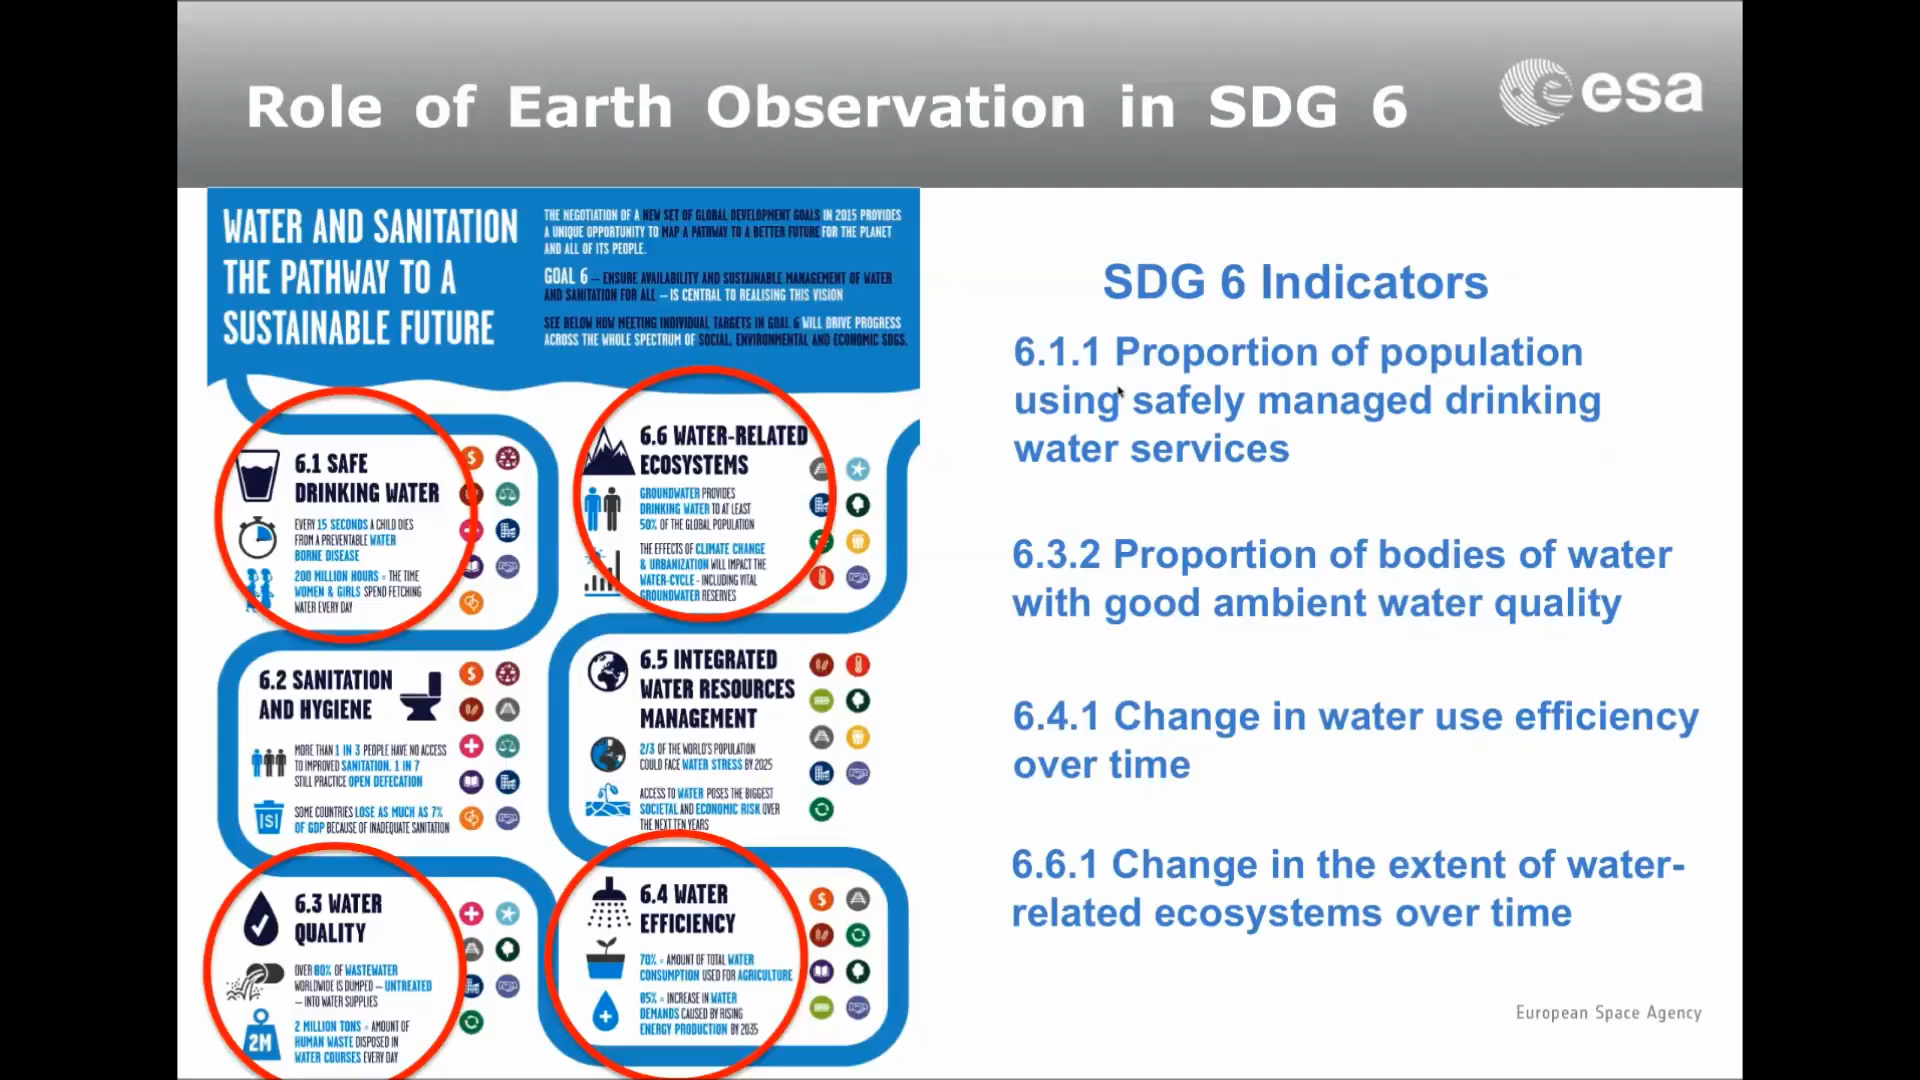 Role of Earth Observation in SDG 6
esa
WATER AND SANITATION
THE PATHWAY TO A
SUSTAINABLE FUTURE
THE NEGOTIATION OF A NEW SET OF GLOBAL DEVELOPMENT GOALS IN 2015 PROVIDES
A UNIQUE OPPORTUNITY TO MAP A PATHWAY TO A BETTER FUTURE FOR THE PLANET
AND ALL OF ITS PEOPLE.
GOAL 6 – ENSURE AVAILABILITY AND SUSTAINABLE MANAGEMENT OF WATER
AND SANITATION FOR ALL – IS CENTRAL TO REALISING THIS VISION
SEE BELOW HOW MEETING INDIVIDUAL TARGETS IN GOAL 6 WILL DRIVE PROGRESS
ACROSS THE WHOLE SPECTRUM OF SOCIAL, ENVIRONMENTAL AND ECONOMIC SDGS.
6.1 SAFE
DRINKING WATER
EVERY 15 SECONDS A CHILD DIES
FROM A PREVENTABLE WATER
BORNE DISEASE
200 MILLION HOURS = THE TIME
WOMEN & GIRLS SPEND FETCHING
WATER EVERY DAY
6.2 SANITATION
AND HYGIENE
MORE THAN 1 IN 3 PEOPLE HAVE NO ACCESS
TO IMPROVED SANITATION. 1 IN 7
STILL PRACTICE OPEN DEFECATION
SOME COUNTRIES LOSE AS MUCH AS 7%
OF GDP BECAUSE OF INADEQUATE SANITATION
6.3 WATER
QUALITY
OVER 80% OF WASTEWATER
WORLDWIDE IS DUMPED – UNTREATED
– INTO WATER SUPPLIES
2M
2 MILLION TONS = AMOUNT OF
HUMAN WASTE DISPOSED IN
WATER COURSES EVERY DAY
6.6 WATER-RELATED
ECOSYSTEMS
GROUNDWATER PROVIDES
DRINKING WATER TO AT LEAST
50% OF THE GLOBAL POPULATION
THE EFFECTS OF CLIMATE CHANGE
& URBANIZATION WILL IMPACT THE
WATER-CYCLE - INCLUDING VITAL
GROUNDWATER RESERVES
6.5 INTEGRATED
WATER RESOURCES
MANAGEMENT
2/3 OF THE WORLD'S POPULATION
COULD FACE WATER STRESS BY 2025
ACCESS TO WATER POSES THE BIGGEST
SOCIETAL AND ECONOMIC RISK OVER
THE NEXT TEN YEARS
6.4 WATER
EFFICIENCY
70% = AMOUNT OF TOTAL WATER
CONSUMPTION USED FOR AGRICULTURE
85% = INCREASE IN WATER
DEMANDS CAUSED BY RISING
ENERGY PRODUCTION BY 2035
SDG 6 Indicators
6.1.1 Proportion of population
using safely managed drinking
water services
6.3.2 Proportion of bodies of water
with good ambient water quality
6.4.1 Change in water use efficiency
over time
6.6.1 Change in the extent of water-
related ecosystems over time
European Space Agency